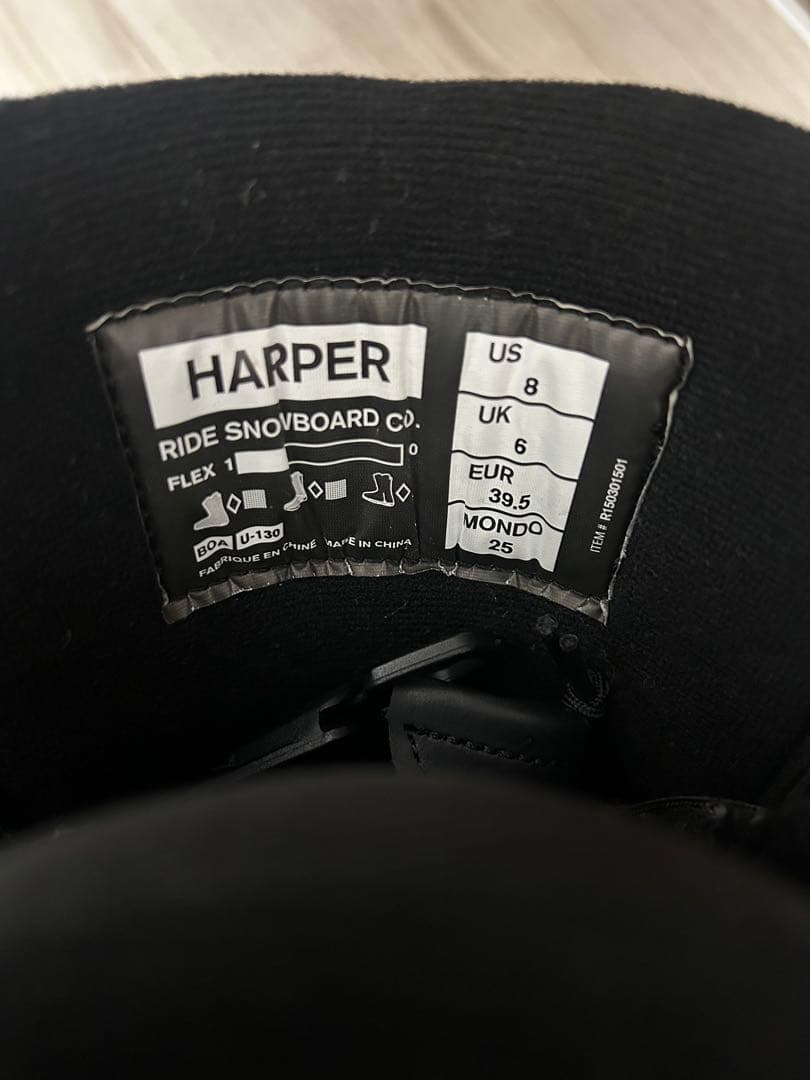 HARPER
RIDE SNOWBOARD CO.
FLEX 1 0
BOA U-130
FABRIQUE EN CHINE MADE IN CHINA
US
8
UK
6
EUR
39.5
MONDO
25
ITEM # R150301501